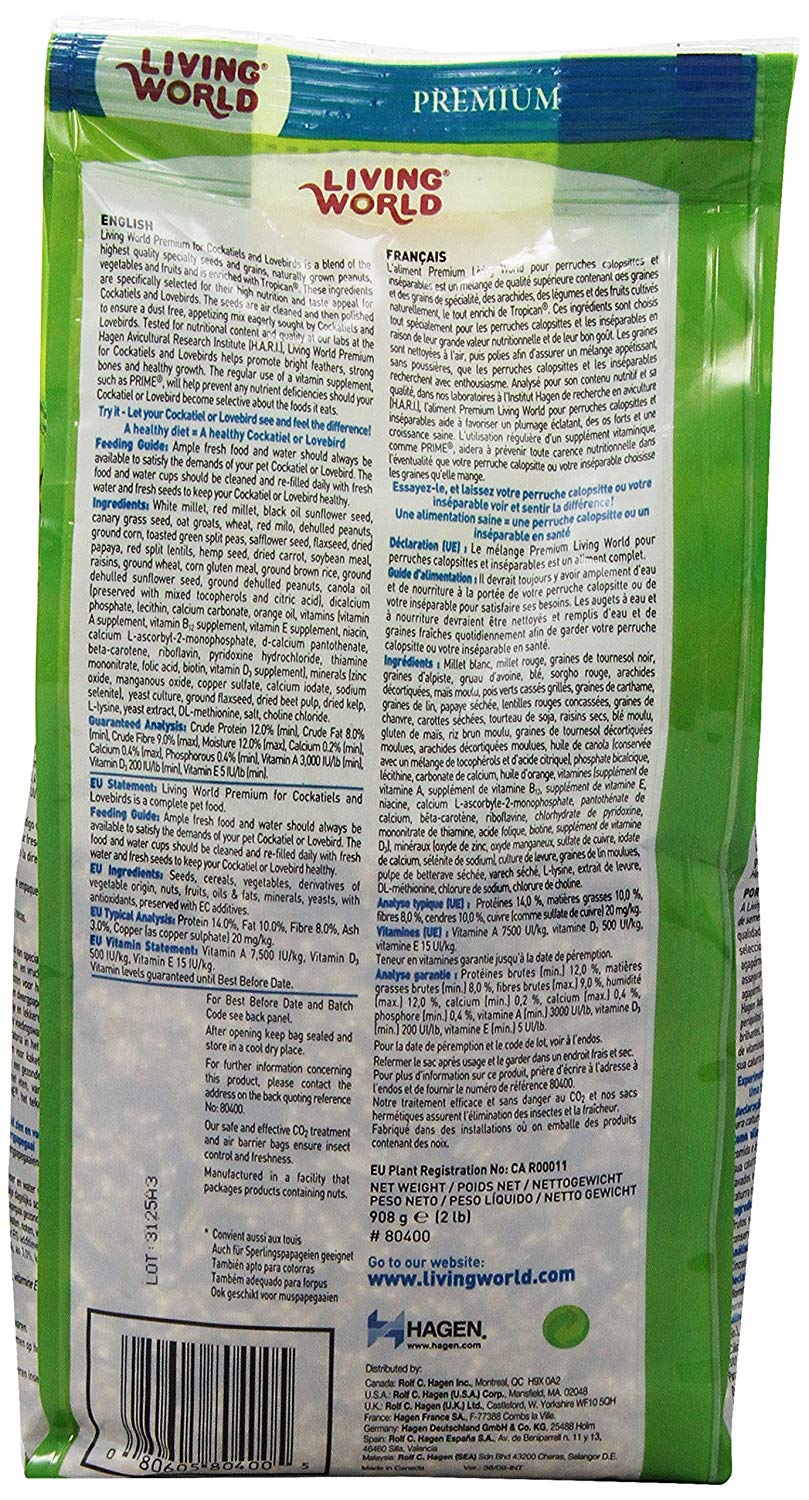 LIVING®
WORLD
PREMIUM
LIVING®
WORLD
ENGLISH
Living World Premium for Cockatiels and Lovebirds is a blend of the
highest quality specialty seeds and grains, naturally grown peanuts,
vegetables and fruits and is enriched with Tropican®. These ingredients
are specifically selected for their high nutrition and taste appeal for
Cockatiels and Lovebirds. The seeds are air cleaned and then polished
to ensure a dust free, appetizing mix eagerly sought by Cockatiels and
Lovebirds. Tested for nutritional content and quality at our labs at the
Hagen Avicultural Research Institute (H.A.R.I.), Living World Premium
for Cockatiels and Lovebirds helps promote bright feathers, strong
bones and healthy growth. The regular use of a vitamin supplement,
such as PRIME®, will help prevent any nutrient deficiencies should your
Cockatiel or Lovebird become selective about the foods it eats.
Try it - Let your Cockatiel or Lovebird see and feel the difference!
A healthy diet = A healthy Cockatiel or Lovebird
Feeding Guide: Ample fresh food and water should always be
available to satisfy the demands of your pet Cockatiel or Lovebird. The
food and water cups should be cleaned and re-filled daily with fresh
water and fresh seeds to keep your Cockatiel or Lovebird healthy.
Ingredients: White millet, red millet, black oil sunflower seed,
canary grass seed, oat groats, wheat, red milo, dehulled peanuts,
ground corn, toasted green split peas, safflower seed, flaxseed, dried
papaya, red split lentils, hemp seed, dried carrot, soybean meal,
raisins, ground wheat, corn gluten meal, ground brown rice, ground
dehulled sunflower seed, ground dehulled peanuts, canola oil
(preserved with mixed tocopherols and citric acid), dicalcium
phosphate, lecithin, calcium carbonate, orange oil, vitamins (vitamin
A supplement, vitamin B12 supplement, vitamin E supplement, niacin,
calcium L-ascorbyl-2-monophosphate, d-calcium pantothenate,
beta-carotene, riboflavin, pyridoxine hydrochloride, thiamine
mononitrate, folic acid, biotin, vitamin D3 supplement), minerals (zinc
oxide, manganous oxide, copper sulfate, calcium iodate, sodium
selenite), yeast culture, ground flaxseed, dried beet pulp, dried kelp,
L-lysine, yeast extract, DL-methionine, salt, choline chloride.
Guaranteed Analysis: Crude Protein 12.0% (min), Crude Fat 8.0%
(min), Crude Fibre 9.0% (max), Moisture 12.0% (max), Calcium 0.2% (min),
Calcium 0.4% (max), Phosphorous 0.4% (min), Vitamin A 3,000 IU/lb (min),
Vitamin D3 200 IU/lb (min), Vitamin E 5 IU/lb (min).
EU Statement: Living World Premium for Cockatiels and
Lovebirds is a complete pet food.
Feeding Guide: Ample fresh food and water should always be
available to satisfy the demands of your pet Cockatiel or Lovebird. The
food and water cups should be cleaned and re-filled daily with fresh
water and fresh seeds to keep your Cockatiel or Lovebird healthy.
EU Ingredients: Seeds, cereals, vegetables, derivatives of
vegetable origin, nuts, fruits, oils & fats, minerals, yeasts, with
antioxidants, preserved with EC additives.
EU Typical Analysis: Protein 14.0%, Fat 10.0%, Fibre 8.0%, Ash
3.0%, Copper (as copper sulphate) 20 mg/kg.
EU Vitamin Statement: Vitamin A 7,500 IU/kg, Vitamin D3
500 IU/kg, Vitamin E 15 IU/kg.
Vitamin levels guaranteed until Best Before Date.
For Best Before Date and Batch
Code see back panel.
After opening keep bag sealed and
store in a cool dry place.
For further information concerning
this product, please contact the
address on the back quoting reference
No: 80400.
Our safe and effective CO2 treatment
and air barrier bags ensure insect
control and freshness.
Manufactured in a facility that
packages products containing nuts.
LOT: 3125A3
* Convient aussi aux touis
Auch für Sperlingspapageien geeignet
También apto para cotorras
Também adequado para forpus
Ook geschikt voor muspapegaaien
0 80605 80400 5
FRANÇAIS
L'aliment Premium Living World pour perruches calopsittes et
inséparables est un mélange de qualité supérieure contenant des graines
et des grains de spécialité, des arachides, des légumes et des fruits cultivés
naturellement, le tout enrichi de Tropican®. Ces ingrédients sont choisis
tout spécialement pour les perruches calopsittes et les inséparables en
raison de leur grande valeur nutritionnelle et de leur bon goût. Les graines
sont nettoyées à l'air, puis polies afin d'assurer un mélange appétissant,
sans poussières, que les perruches calopsittes et les inséparables
recherchent avec enthousiasme. Analysé pour son contenu nutritif et sa
qualité, dans nos laboratoires à l'Institut Hagen de recherche en aviculture
(H.A.R.I.), l'aliment Premium Living World pour perruches calopsittes et
inséparables aide à favoriser un plumage éclatant, des os forts et une
croissance saine. L'utilisation régulière d'un supplément vitaminique,
comme PRIME®, aidera à prévenir toute carence nutritionnelle dans
l'éventualité que votre perruche calopsitte ou votre inséparable choisisse
les graines qu'elle mange.
Essayez-le, et laissez votre perruche calopsitte ou votre
inséparable voir et sentir la différence!
Une alimentation saine = une perruche calopsitte ou un
inséparable en santé
Déclaration (UE) : Le mélange Premium Living World pour
perruches calopsittes et inséparables est un aliment complet.
Guide d'alimentation : Il devrait toujours y avoir amplement d'eau
et de nourriture à la portée de votre perruche calopsitte ou de
votre inséparable pour satisfaire ses besoins. Les augets à eau et
à nourriture devraient être nettoyés et remplis d'eau et de
graines fraîches quotidiennement afin de garder votre perruche
calopsitte ou votre inséparable en santé.
Ingrédients : Millet blanc, millet rouge, graines de tournesol noir,
graines d'alpiste, gruau d'avoine, blé, sorgho rouge, arachides
décortiquées, maïs moulu, pois verts cassés grillés, graines de carthame,
graines de lin, papaye séchée, lentilles rouges concassées, graines de
chanvre, carottes séchées, tourteau de soja, raisins secs, blé moulu,
gluten de maïs, riz brun moulu, graines de tournesol décortiquées
moulues, arachides décortiquées moulues, huile de canola (conservée
avec un mélange de tocophérols et d'acide citrique), phosphate bicalcique,
lécithine, carbonate de calcium, huile d'orange, vitamines (supplément de
vitamine A, supplément de vitamine B12, supplément de vitamine E,
niacine, calcium L-ascorbyle-2-monophosphate, pantothénate de
calcium, bêta-carotène, riboflavine, chlorhydrate de pyridoxine,
mononitrate de thiamine, acide folique, biotine, supplément de vitamine
D3), minéraux (oxyde de zinc, oxyde manganeux, sulfate de cuivre, iodate
de calcium, sélénite de sodium), culture de levure, graines de lin moulues,
pulpe de betterave séchée, varech séché, L-lysine, extrait de levure,
DL-méthionine, chlorure de sodium, chlorure de choline.
Analyse typique (UE) : Protéines 14,0 %, matières grasses 10,0 %,
fibres 8,0 %, cendres 10,0 %, cuivre (comme sulfate de cuivre) 20 mg/kg.
Vitamines (UE) : Vitamine A 7500 UI/kg, vitamine D3 500 UI/kg,
vitamine E 15 UI/kg.
Teneur en vitamines garantie jusqu'à la date de péremption.
Analyse garantie : Protéines brutes (min.) 12,0 %, matières
grasses brutes (min.) 8,0 %, fibres brutes (max.) 9,0 %, humidité
(max.) 12,0 %, calcium (min.) 0,2 %, calcium (max.) 0,4 %,
phosphore (min.) 0,4 %, vitamine A (min.) 3000 UI/lb, vitamine D3
(min.) 200 UI/lb, vitamine E (min.) 5 UI/lb.
Pour la date de péremption et le code de lot, voir à l'endos.
Refermer le sac après usage et le garder dans un endroit frais et sec.
Pour plus d'information sur ce produit, prière d'écrire à l'adresse à
l'endos et de fournir le numéro de référence 80400.
Notre traitement efficace et sans danger au CO2 et nos sacs
hermétiques assurent l'élimination des insectes et la fraîcheur.
Fabriqué dans des installations où on emballe des produits
contenant des noix.
EU Plant Registration No: CA R00011
NET WEIGHT / POIDS NET / NETTOGEWICHT
PESO NETO / PESO LÍQUIDO / NETTO GEWICHT
908 g ℮ (2 lb)
# 80400
Go to our website:
www.livingworld.com
HAGEN®
www.hagen.com
Distributed by:
Canada: Rolf C. Hagen Inc., Montreal, QC H9X 0A2
U.S.A.: Rolf C. Hagen (U.S.A.) Corp., Mansfield, MA. 02048
U.K.: Rolf C. Hagen (U.K.) Ltd., Castleford, W. Yorkshire WF10 5QH
France: Hagen France SA., F-77388 Combs la Ville.
Germany: Hagen Deutschland GmbH & Co. KG, 25488 Holm
Spain: Rolf C. Hagen España S.A., Av. de Beniparrell n. 11 y 13,
46460 Silla, Valencia
Malaysia: Rolf C. Hagen (SEA) Sdn Bhd 43200 Cheras, Selangor D.E.
Made in Canada Ver.: 06/09-INT